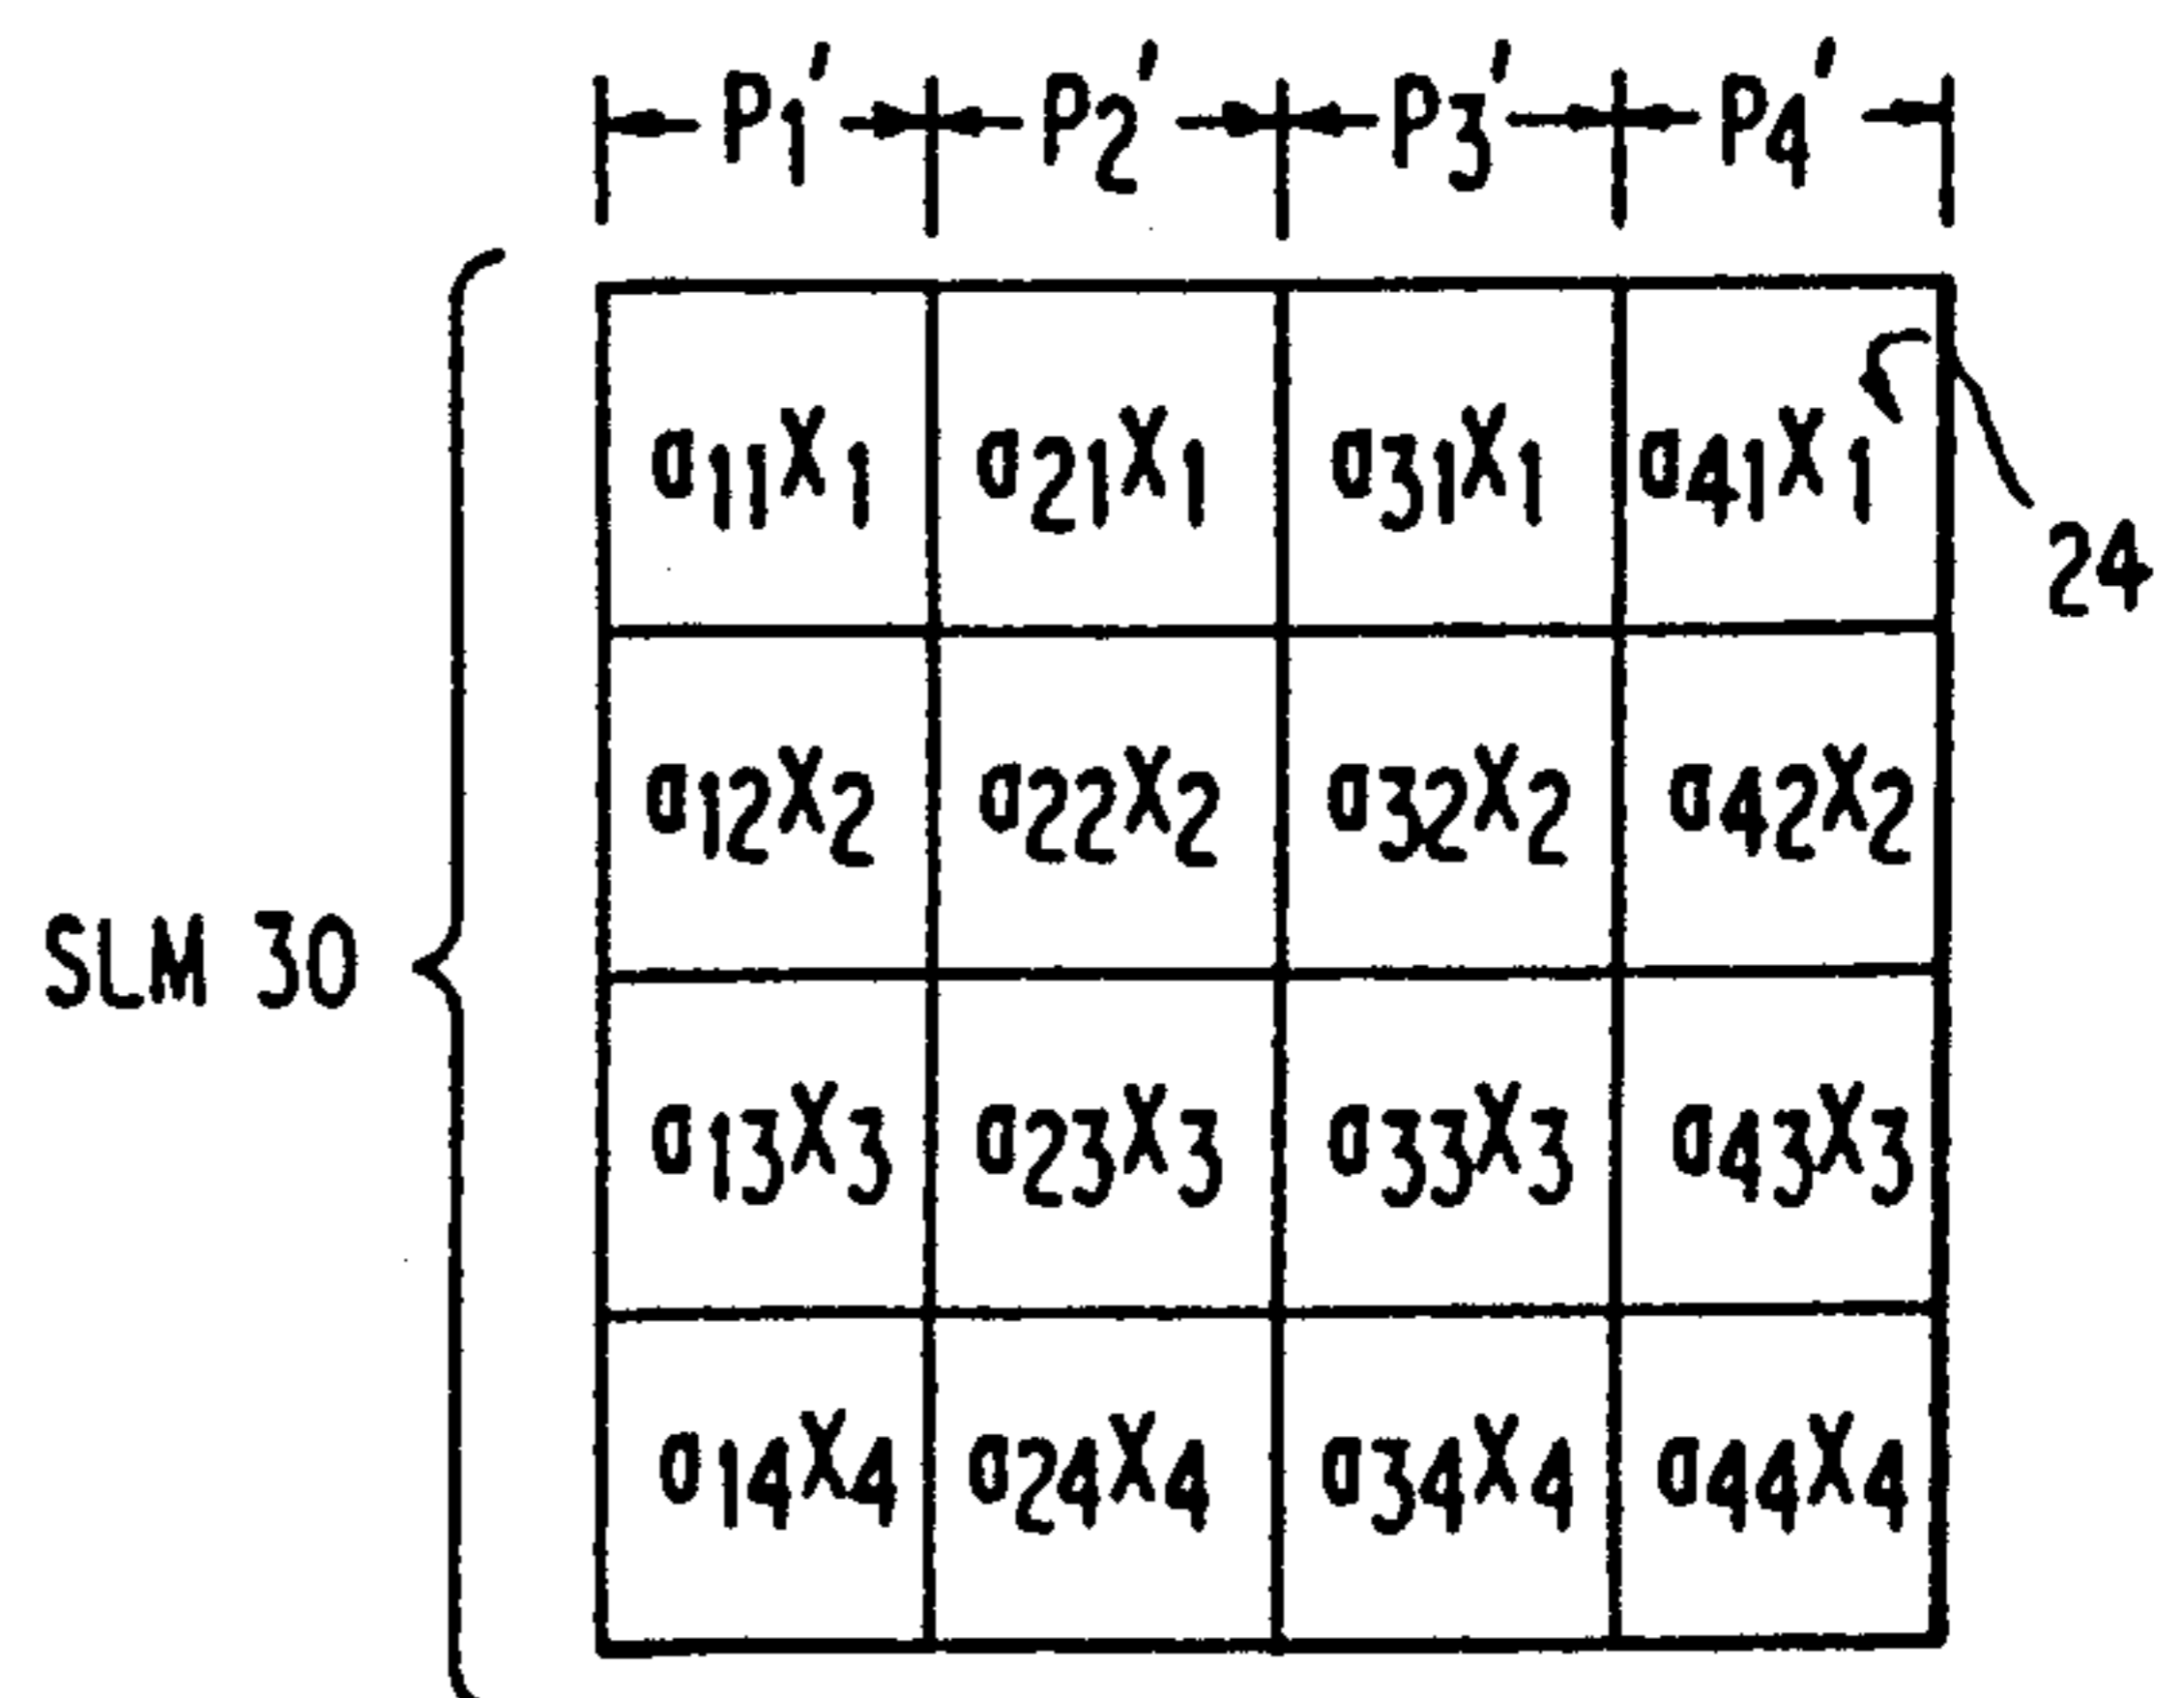 P1' P2' P3' P4'
a11X1 a21X1 a31X1 a41X1
24
a12X2 a22X2 a32X2 a42X2
SLM 30
a13X3 a23X3 a33X3 a43X3
a14X4 a24X4 a34X4 a44X4